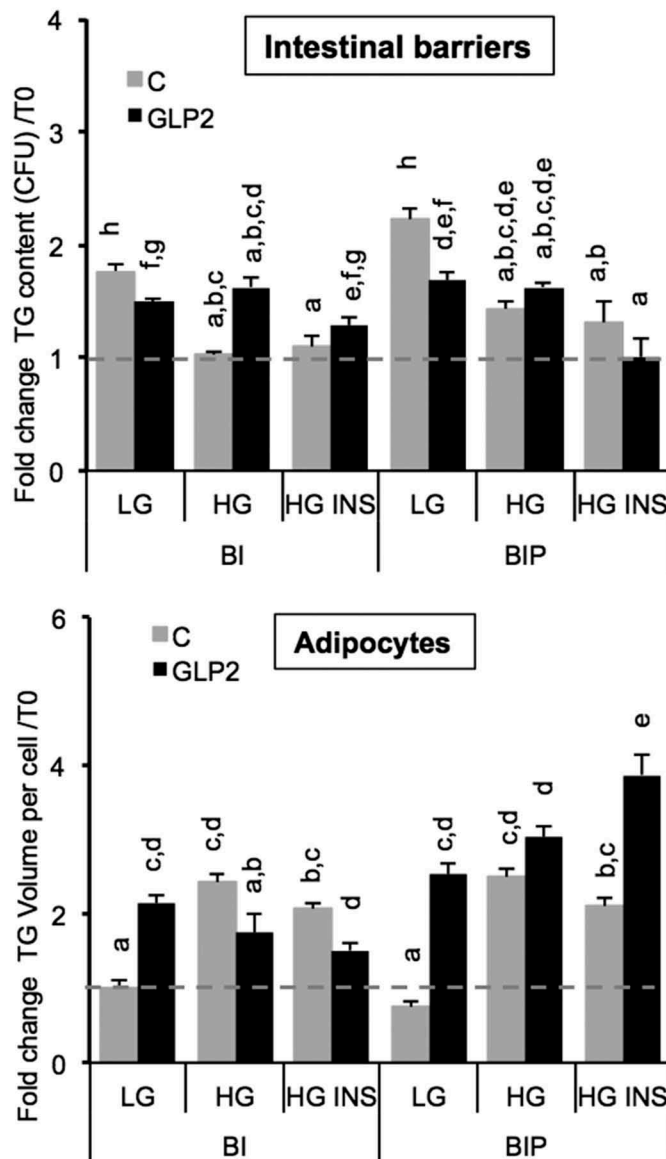 Intestinal barriers
Fold change TG content (CFU) /T0
4
3
2
1
0
C
GLP2
h
f,g
a,b,c
a,b,c,d
a
e,f,g
h
d,e,f
a,b,c,d,e
a,b,c,d,e
a,b
a
LG HG HG INS LG HG HG INS
BI BIP
Adipocytes
Fold change TG Volume per cell /T0
6
4
2
0
C
GLP2
a
c,d
c,d
a,b
b,c
d
a
c,d
c,d
d
b,c
e
LG HG HG INS LG HG HG INS
BI BIP